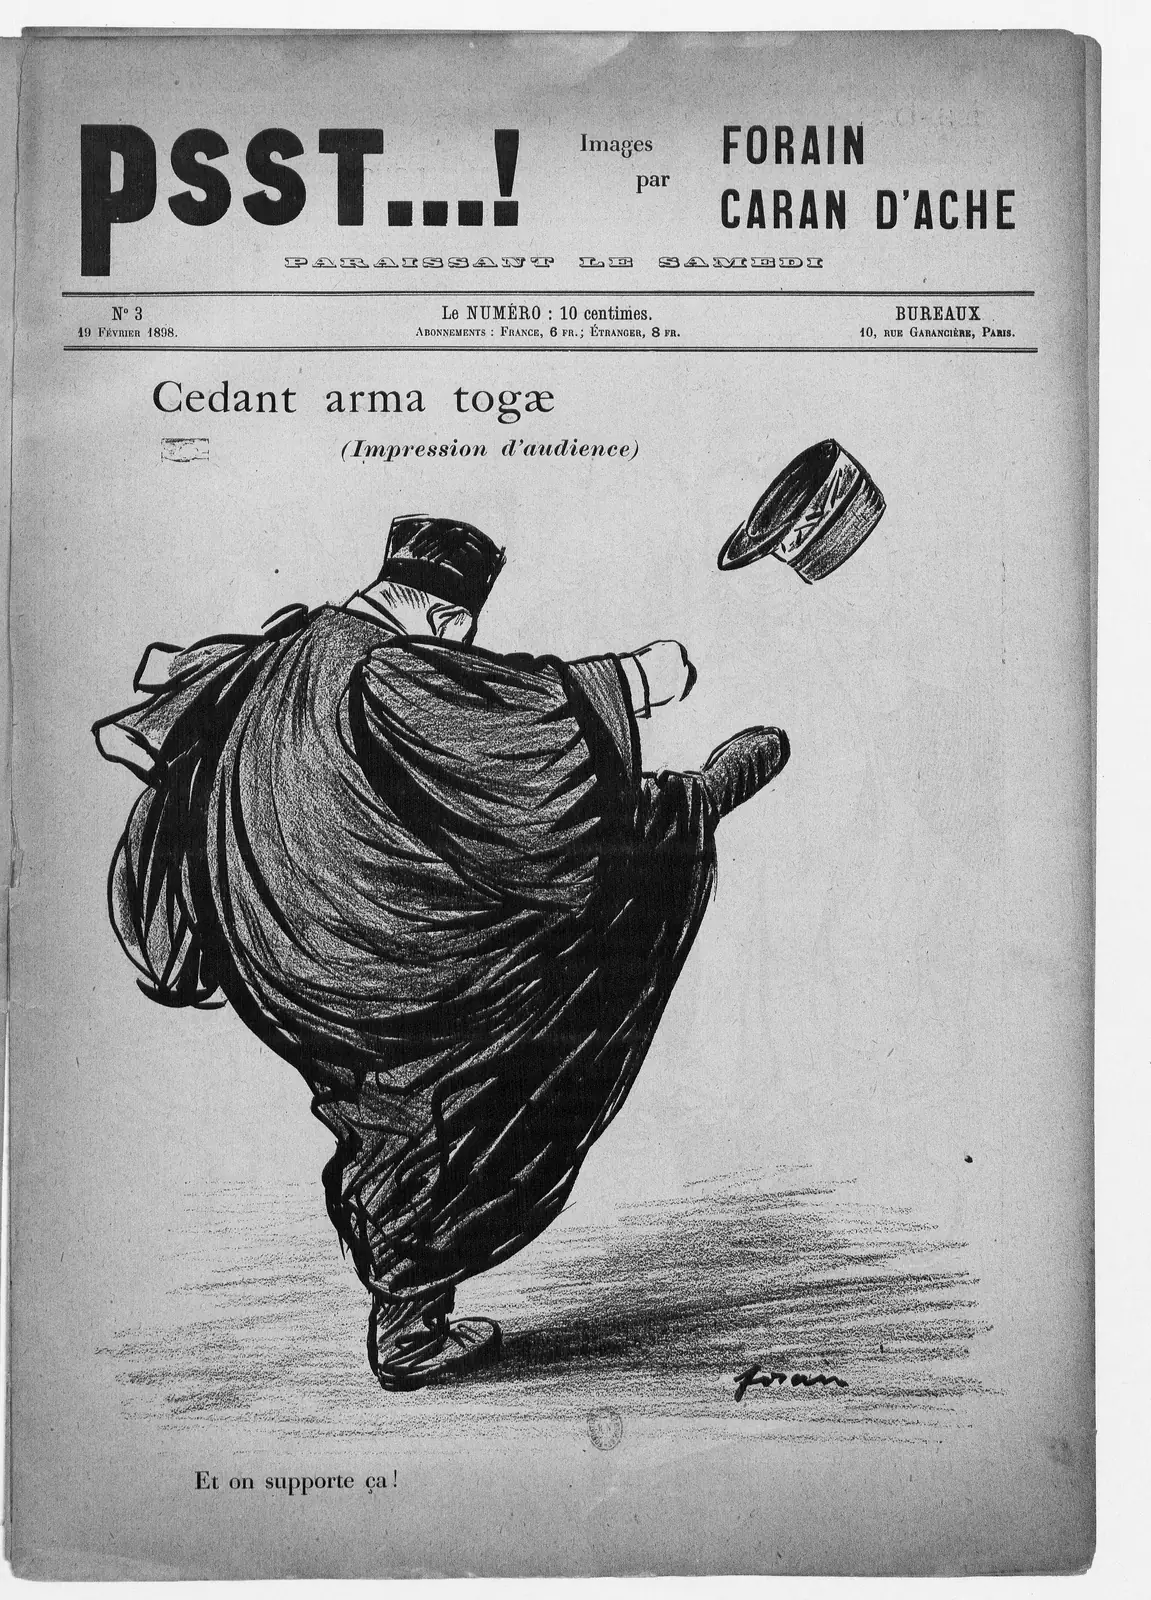 PSST...!
Images
par
FORAIN
CARAN D'ACHE
PARAISSANT LE SAMEDI
N° 3
19 FÉVRIER 1898.
Le NUMÉRO : 10 centimes.
ABONNEMENTS : FRANCE, 6 FR.; ÉTRANGER, 8 FR.
BUREAUX
10, RUE GARANCIÈRE, PARIS.
Cedant arma togæ
(Impression d'audience)
forain
Et on supporte ça !